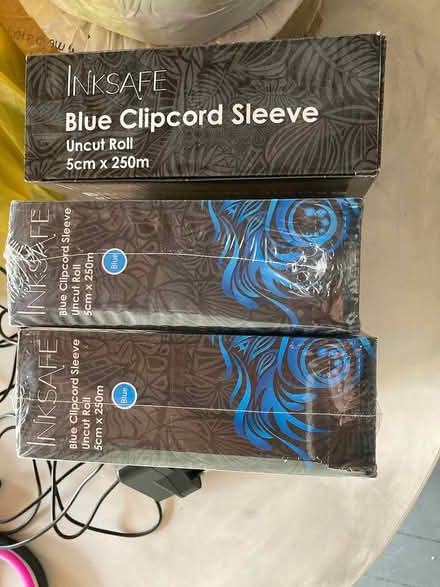 INKSAFE
Blue Clipcord Sleeve
Uncut Roll
5cm x 250m
INKSAFE
Blue Clipcord Sleeve
Uncut Roll
5cm x 250m
Blue
INKSAFE
Blue Clipcord Sleeve
Uncut Roll
5cm x 250m
Blue